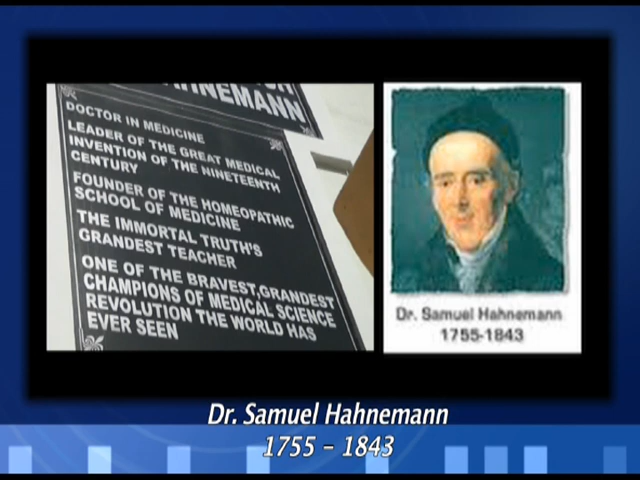 HAHNEMANN
DOCTOR IN MEDICINE
LEADER OF THE GREAT MEDICAL
INVENTION OF THE NINETEENTH
CENTURY
FOUNDER OF THE HOMEOPATHIC
SCHOOL OF MEDICINE
THE IMMORTAL TRUTH'S
GRANDEST TEACHER
ONE OF THE BRAVEST,GRANDEST
CHAMPIONS OF MEDICAL SCIENCE
REVOLUTION THE WORLD HAS
EVER SEEN
Dr. Samuel Hahnemann
1755-1843
Dr. Samuel Hahnemann
1755 – 1843